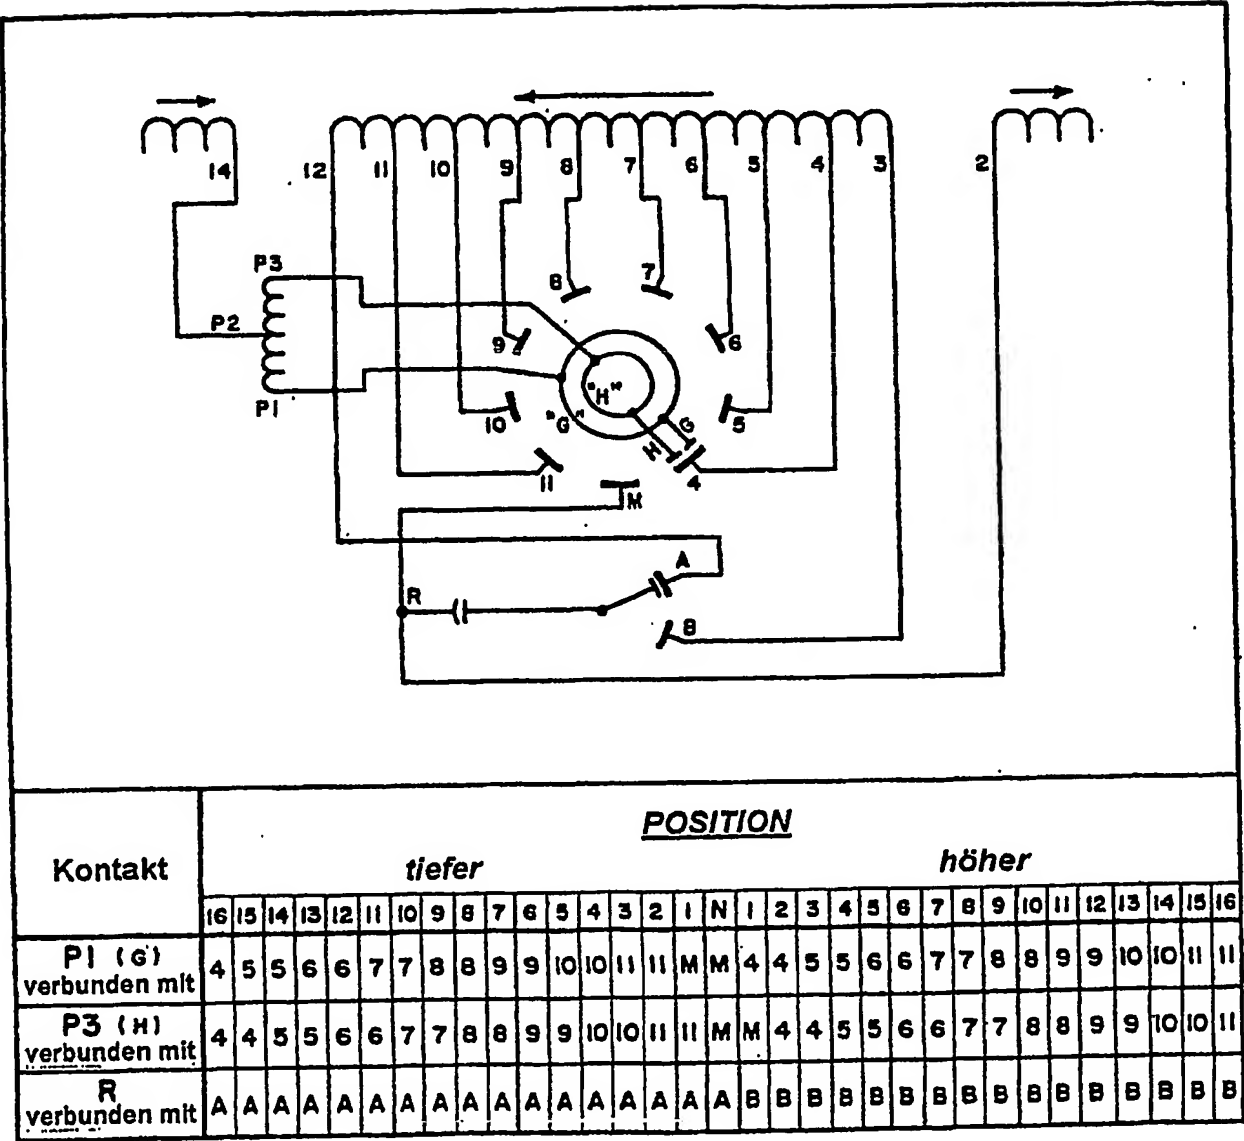 14 12 11 10 9 8 7 6 5 4 3 2
P3
8 7
P2
9 6
"H"
P1
10 "G" G 5
H
11 4
M
A
R
B
Kontakt
POSITION
tiefer höher
16 15 14 13 12 11 10 9 8 7 6 5 4 3 2 1 N 1 2 3 4 5 6 7 8 9 10 11 12 13 14 15 16
P1 (G)
verbunden mit
4 5 5 6 6 7 7 8 8 9 9 10 10 11 11 M M 4 4 5 5 6 6 7 7 8 8 9 9 10 10 11 11
P3 (H)
verbunden mit
4 4 5 5 6 6 7 7 8 8 9 9 10 10 11 11 M M 4 4 5 5 6 6 7 7 8 8 9 9 10 10 11
R
verbunden mit
A A A A A A A A A A A A A A A A A B B B B B B B B B B B B B B B B